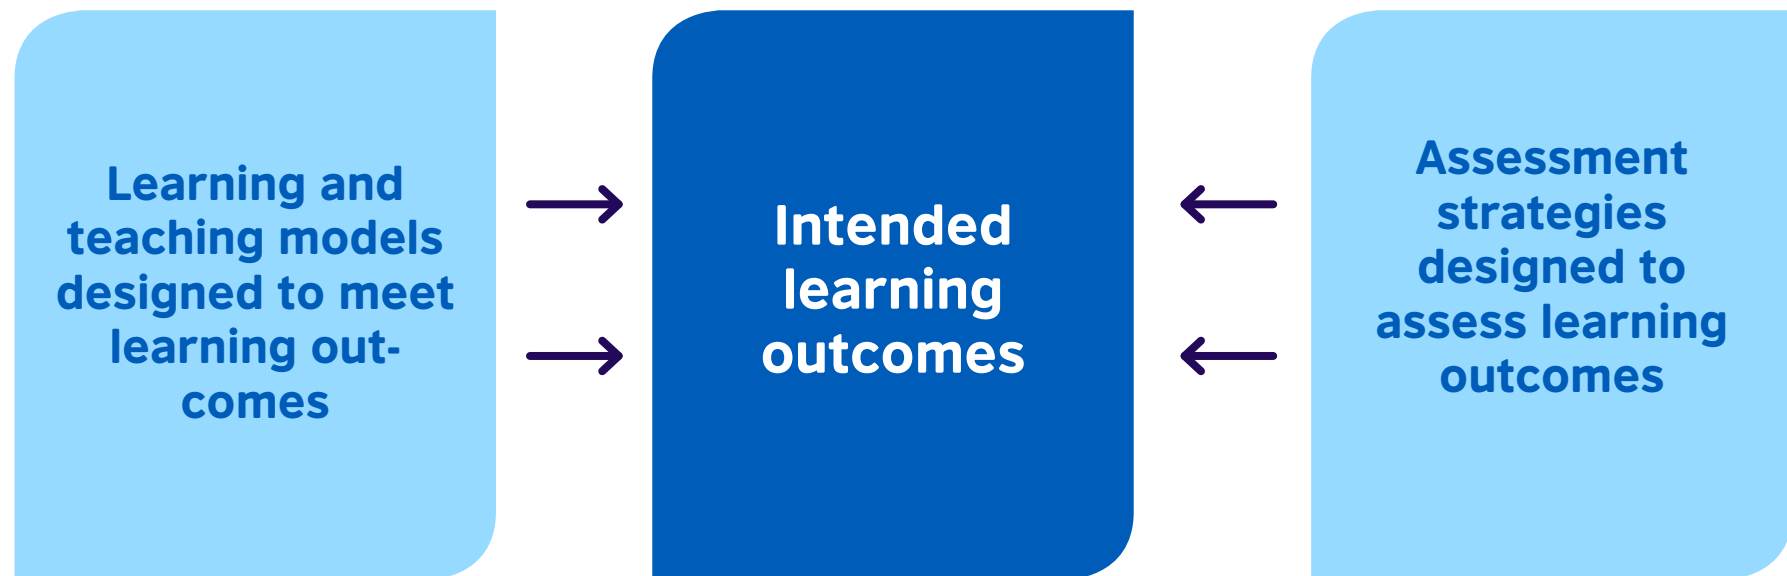 Learning and
teaching models
designed to meet
learning out-
comes
Intended
learning
outcomes
Assessment
strategies
designed to
assess learning
outcomes